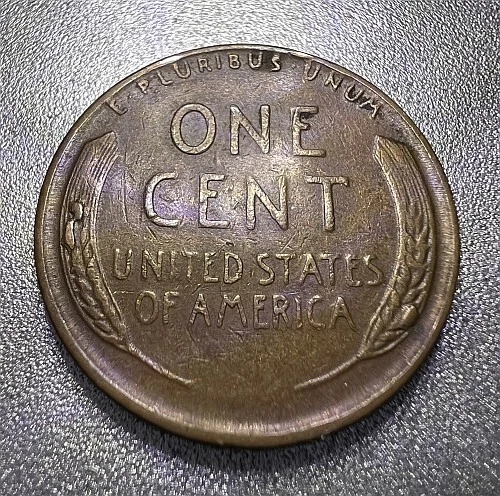 E·PLURIBUS·UNUM
ONE
CENT
UNITED STATES
OF AMERICA